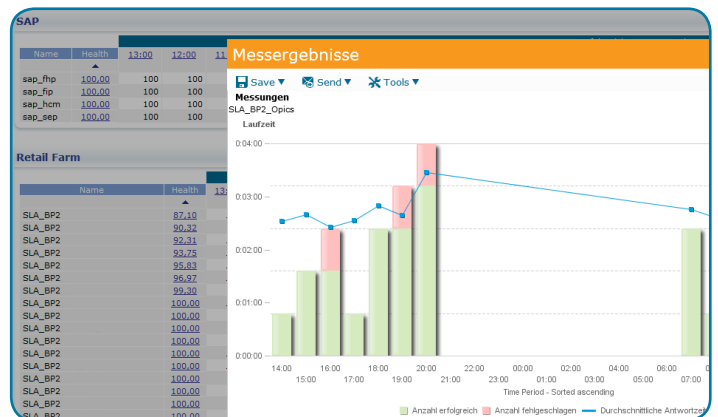 SAP
Name Health 13:00 12:00 11
sap_fhp 100,00 100 100
sap_fip 100,00 100 100
sap_hcm 100,00 100 100
sap_sep 100,00 100 100
Retail Farm
Name Health 13:
SLA_BP2 87,10
SLA_BP2 90,32
SLA_BP2 92,31
SLA_BP2 93,75
SLA_BP2 95,83
SLA_BP2 96,97
SLA_BP2 99,30
SLA_BP2 100,00
SLA_BP2 100,00
SLA_BP2 100,00
SLA_BP2 100,00
SLA_BP2 100,00
SLA_BP2 100,00
SLA_BP2 100,00
SLA_BP2 100,00
Messergebnisse
Save Send Tools
Messungen
SLA_BP2_Opics
Laufzeit
0:04:00
0:03:00
0:02:00
0:01:00
0:00:00
14:00 16:00 18:00 20:00 22:00 00:00 02:00 04:00 06:00
15:00 17:00 19:00 21:00 23:00 01:00 03:00 05:00 07:00
Time Period - Sorted ascending
Anzahl erfolgreich Anzahl fehlgeschlagen Durchschnittliche Antwortzeit